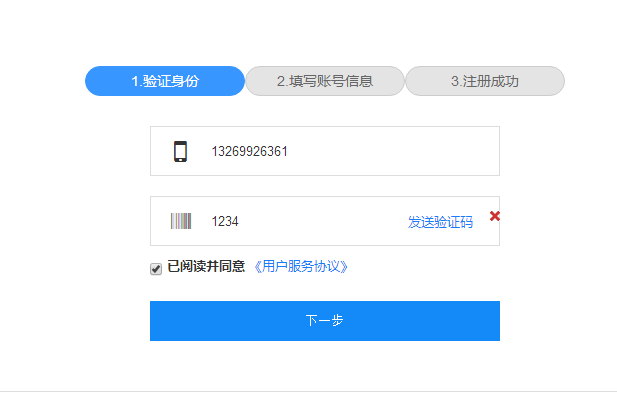 1.验证身份 2.填写账号信息 3.注册成功
13269926361
1234 发送验证码
已阅读并同意 《用户服务协议》
下一步